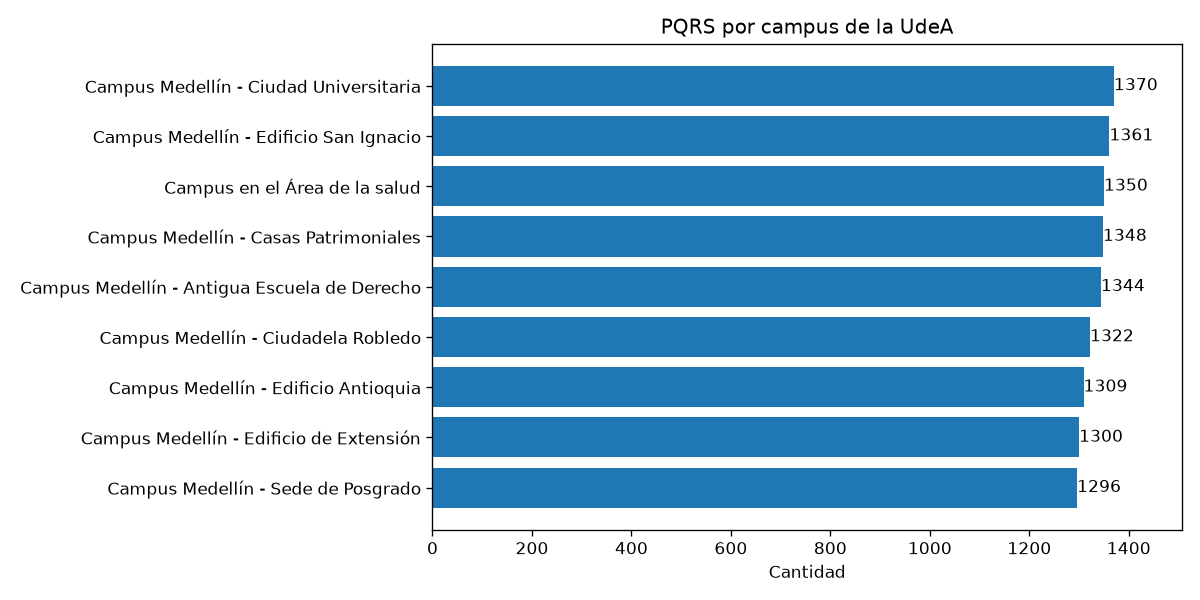 PQRS por campus de la UdeA
Campus Medellín - Ciudad Universitaria 1370
Campus Medellín - Edificio San Ignacio 1361
Campus en el Área de la salud 1350
Campus Medellín - Casas Patrimoniales 1348
Campus Medellín - Antigua Escuela de Derecho 1344
Campus Medellín - Ciudadela Robledo 1322
Campus Medellín - Edificio Antioquia 1309
Campus Medellín - Edificio de Extensión 1300
Campus Medellín - Sede de Posgrado 1296
0 200 400 600 800 1000 1200 1400
Cantidad